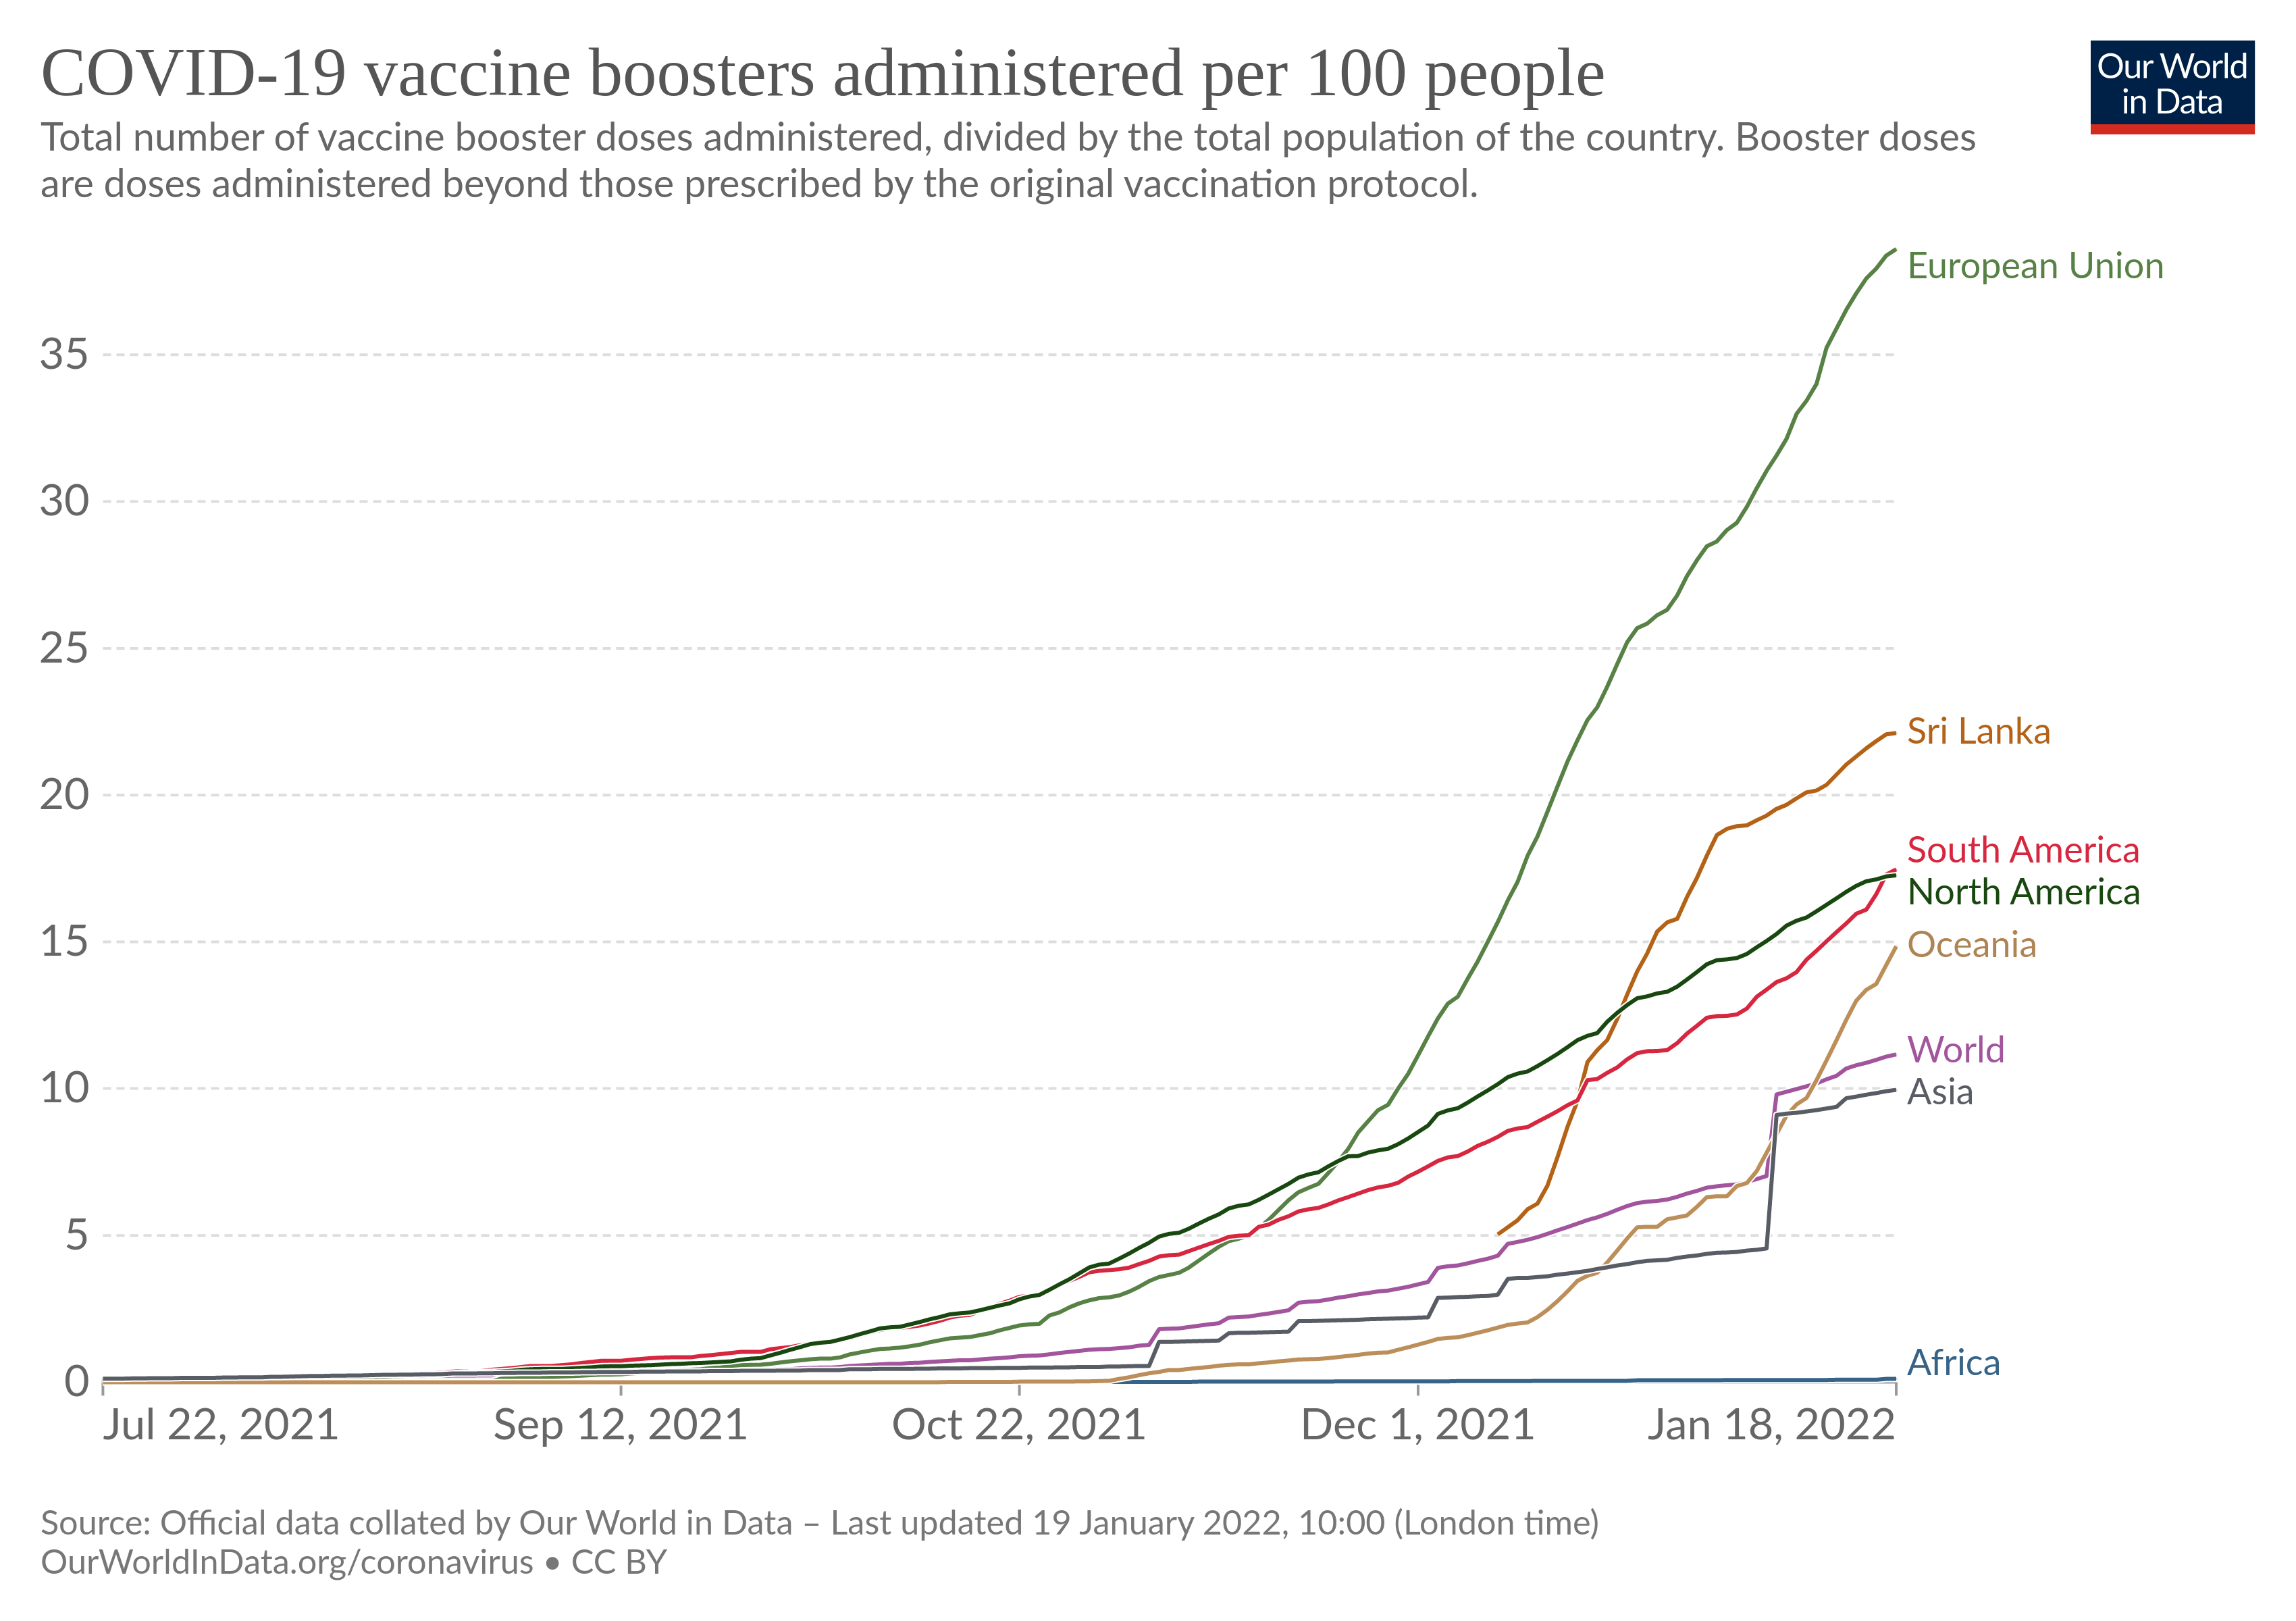 COVID-19 vaccine boosters administered per 100 people
Our World
in Data
Total number of vaccine booster doses administered, divided by the total population of the country. Booster doses
are doses administered beyond those prescribed by the original vaccination protocol.
European Union
35
30
25
Sri Lanka
20
South America
North America
15
Oceania
World
10
Asia
5
Africa
0
Jul 22, 2021
Sep 12, 2021
Oct 22, 2021
Dec 1, 2021
Jan 18, 2022
Source: Official data collated by Our World in Data – Last updated 19 January 2022, 10:00 (London time)
OurWorldInData.org/coronavirus • CC BY